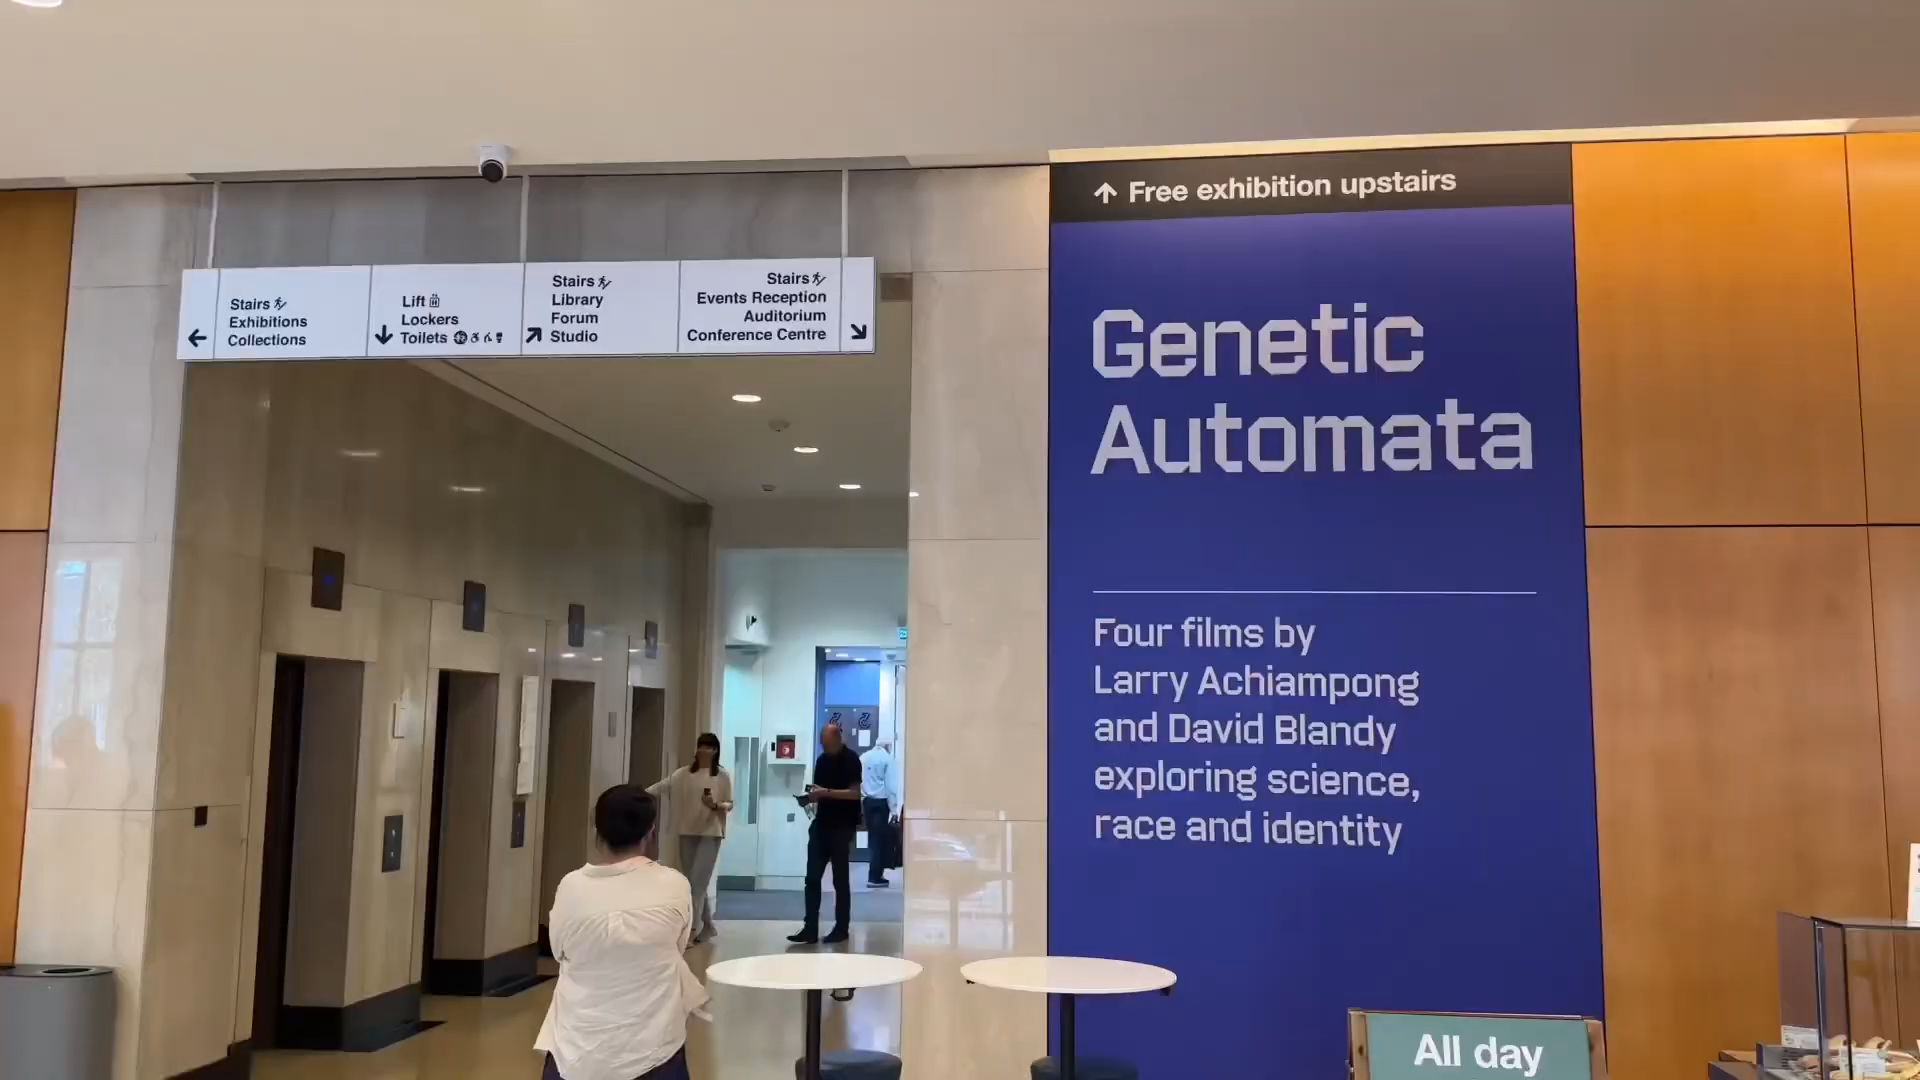 Stairs
Exhibitions
Collections
Lift
Lockers
Toilets
Stairs
Library
Forum
Studio
Stairs
Events Reception
Auditorium
Conference Centre
Free exhibition upstairs
Genetic
Automata
Four films by
Larry Achiampong
and David Blandy
exploring science,
race and identity
All day